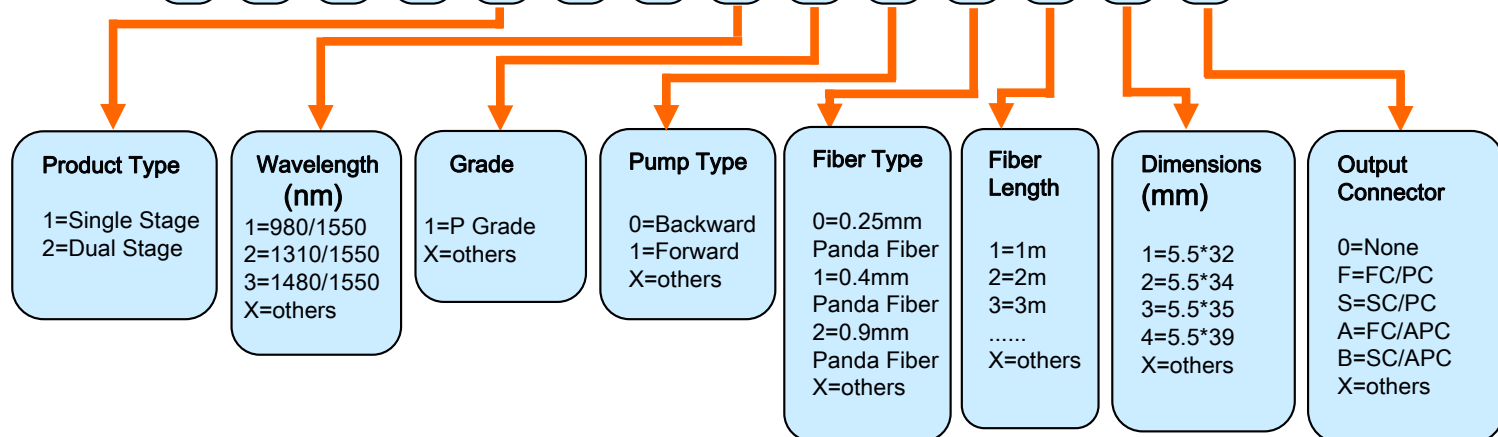 Product Type
1=Single Stage
2=Dual Stage
Wavelength
(nm)
1=980/1550
2=1310/1550
3=1480/1550
X=others
Grade
1=P Grade
X=others
Pump Type
0=Backward
1=Forward
X=others
Fiber Type
0=0.25mm
Panda Fiber
1=0.4mm
Panda Fiber
2=0.9mm
Panda Fiber
X=others
Fiber
Length
1=1m
2=2m
3=3m
......
X=others
Dimensions
(mm)
1=5.5*32
2=5.5*34
3=5.5*35
4=5.5*39
X=others
Output
Connector
0=None
F=FC/PC
S=SC/PC
A=FC/APC
B=SC/APC
X=others